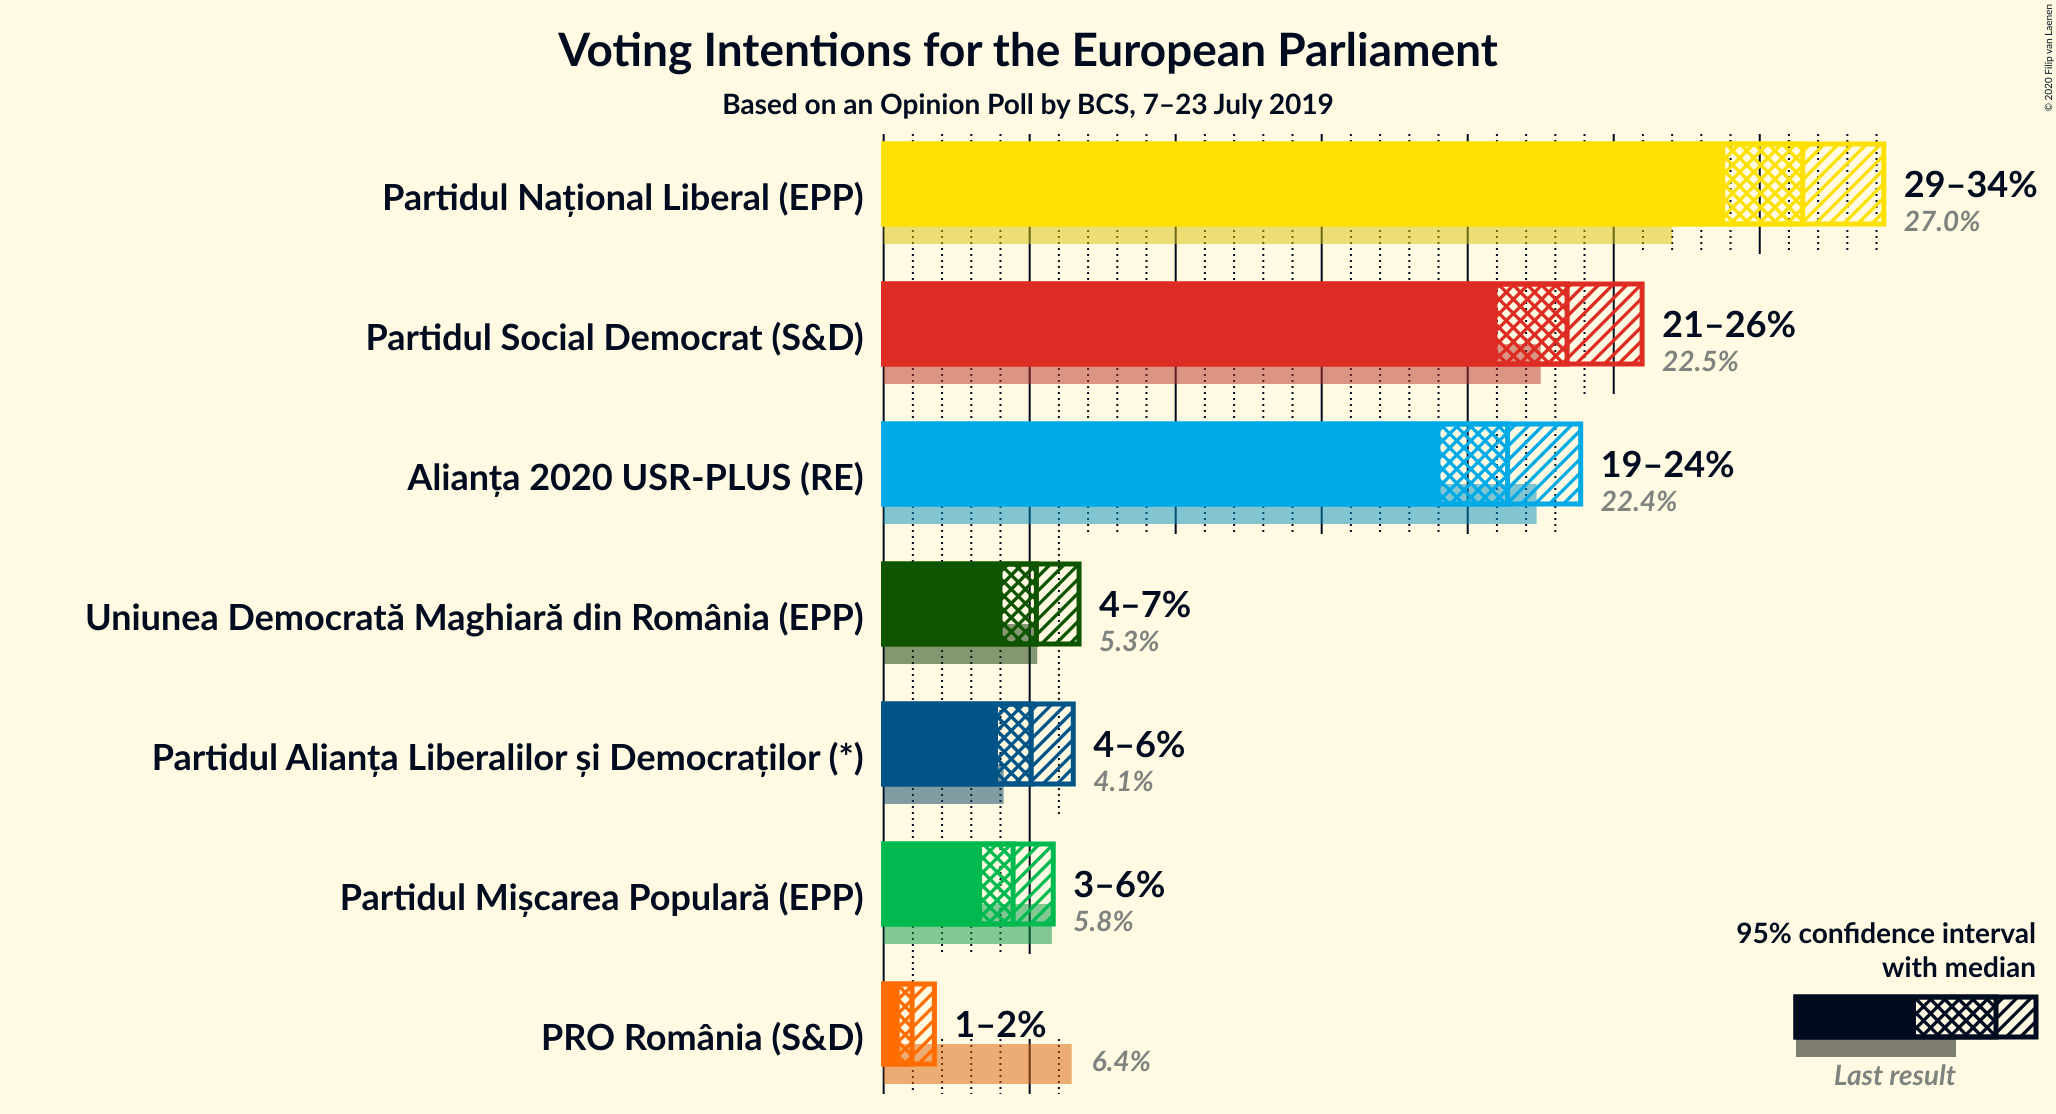 Voting Intentions for the European Parliament
Based on an Opinion Poll by BCS, 7–23 July 2019
© 2020 Filip van Laenen
Partidul Național Liberal (EPP)
29–34%
27.0%
Partidul Social Democrat (S&D)
21–26%
22.5%
Alianța 2020 USR-PLUS (RE)
19–24%
22.4%
Uniunea Democrată Maghiară din România (EPP)
4–7%
5.3%
Partidul Alianța Liberalilor și Democraților (*)
4–6%
4.1%
Partidul Mișcarea Populară (EPP)
3–6%
5.8%
PRO România (S&D)
1–2%
6.4%
95% confidence interval
with median
Last result